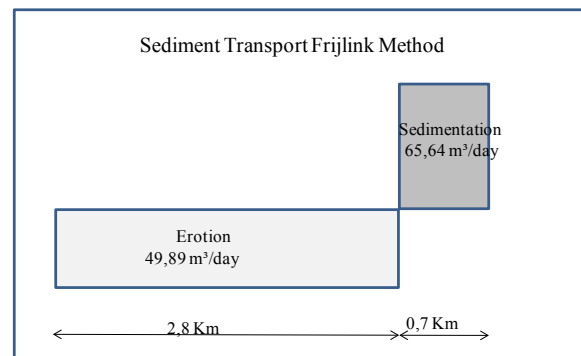 Sediment Transport Frijlink Method
Sedimentation
65,64 m³/day
Erotion
49,89 m³/day
2,8 Km
0,7 Km